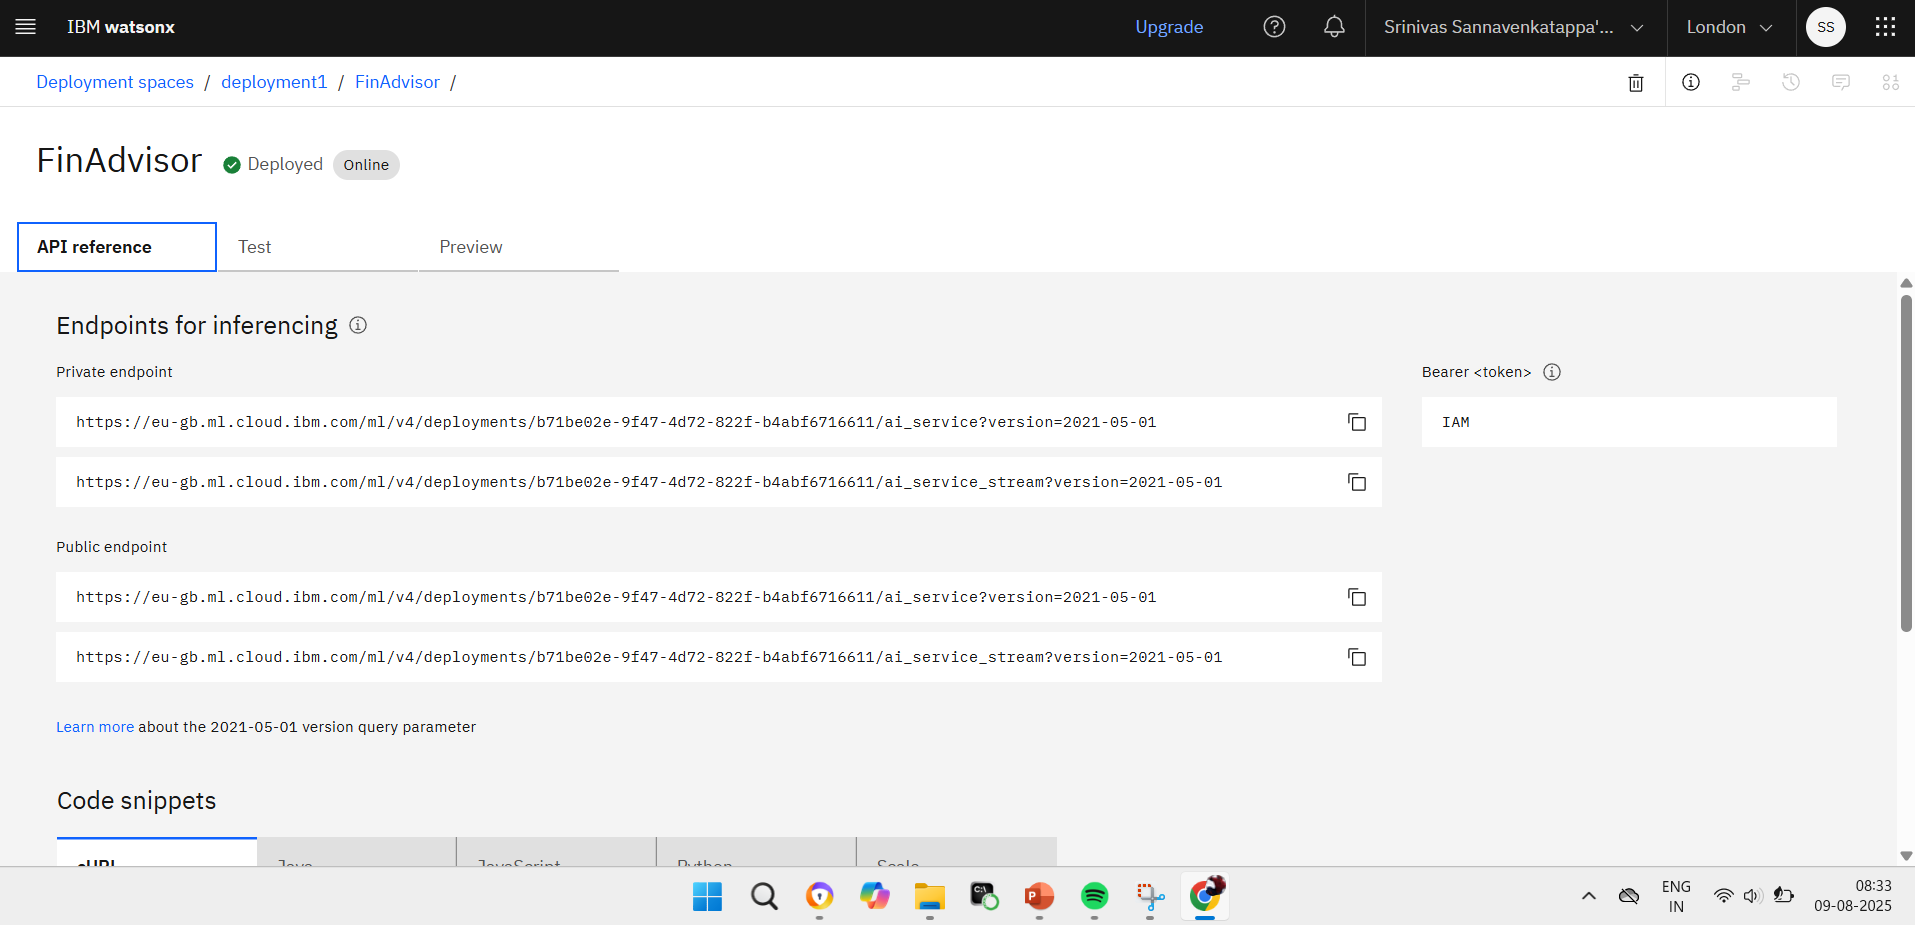 IBM watsonx
Upgrade
Srinivas Sannavenkatappa'...
London
SS
Deployment spaces / deployment1 / FinAdvisor /
FinAdvisor
Deployed
Online
API reference
Test
Preview
Endpoints for inferencing
Private endpoint
https://eu-gb.ml.cloud.ibm.com/ml/v4/deployments/b71be02e-9f47-4d72-822f-b4abf6716611/ai_service?version=2021-05-01
https://eu-gb.ml.cloud.ibm.com/ml/v4/deployments/b71be02e-9f47-4d72-822f-b4abf6716611/ai_service_stream?version=2021-05-01
Bearer <token>
IAM
Public endpoint
https://eu-gb.ml.cloud.ibm.com/ml/v4/deployments/b71be02e-9f47-4d72-822f-b4abf6716611/ai_service?version=2021-05-01
https://eu-gb.ml.cloud.ibm.com/ml/v4/deployments/b71be02e-9f47-4d72-822f-b4abf6716611/ai_service_stream?version=2021-05-01
Learn more about the 2021-05-01 version query parameter
Code snippets
cURL
Java
JavaScript
Python
Scala
ENG
IN
08:33
09-08-2025